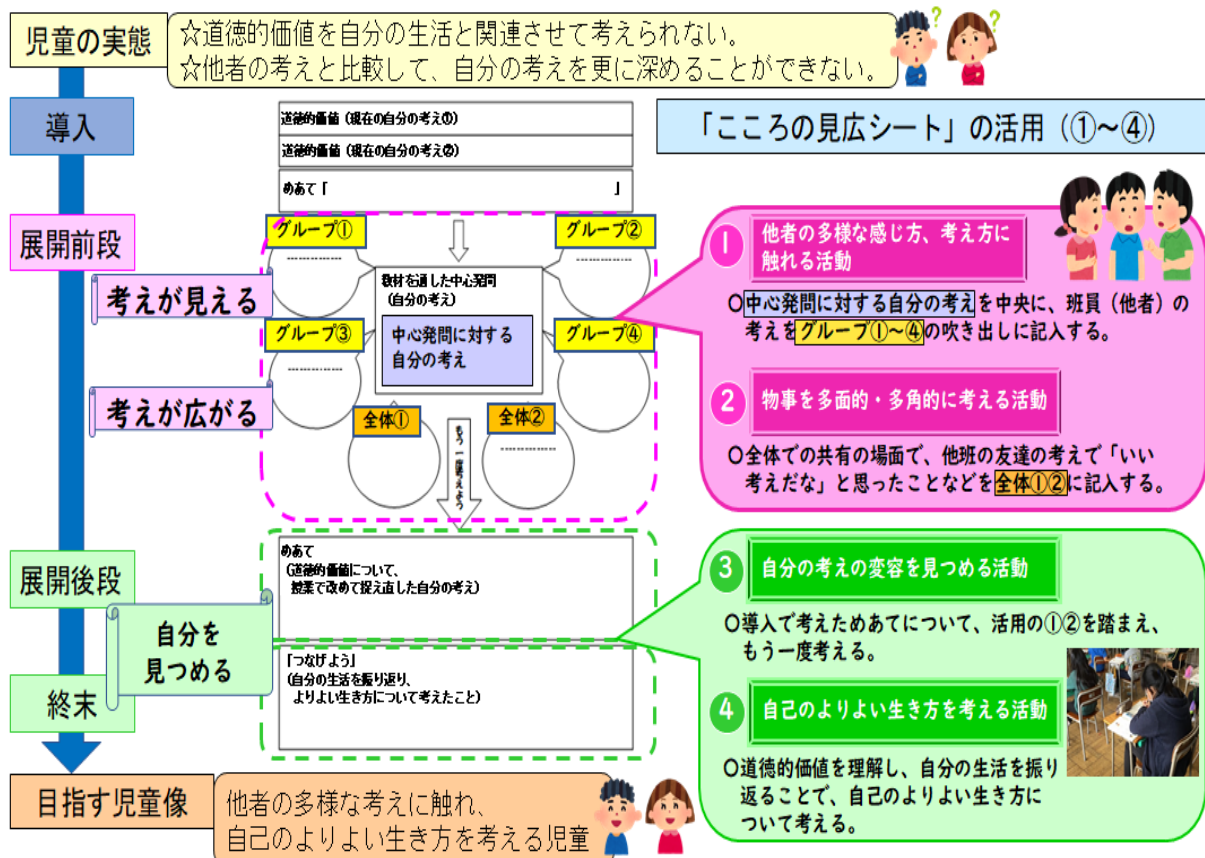 児童の実態
☆道徳的価値を自分の生活と関連させて考えられない。
☆他者の考えと比較して、自分の考えを更に深めることができない。
導入
道徳的価値（現在の自分の考え①）
道徳的価値（現在の自分の考え②）
めあて「　　　　」
「こころの見広シート」の活用（①～④）
展開前段
考えが見える
考えが広がる
グループ①
グループ②
教材を通した中心発問
（自分の考え）
中心発問に対する
自分の考え
グループ③
グループ④
全体①
全体②
もう一度考えよう
1
他者の多様な感じ方、考え方に
触れる活動
〇中心発問に対する自分の考えを中央に、班員（他者）の
考えをグループ①～④の吹き出しに記入する。
2
物事を多面的・多角的に考える活動
〇全体での共有の場面で、他班の友達の考えで「いい
考えだな」と思ったことなどを全体①②に記入する。
展開後段
自分を
見つめる
終末
めあて
（道徳的価値について、
授業で改めて捉え直した自分の考え）
「つなげよう」
（自分の生活を振り返り、
よりよい生き方について考えたこと）
3
自分の考えの変容を見つめる活動
〇導入で考えためあてについて、活用の①②を踏まえ、
もう一度考える。
4
自己のよりよい生き方を考える活動
〇道徳的価値を理解し、自分の生活を振り
返ることで、自己のよりよい生き方に
ついて考える。
目指す児童像
他者の多様な考えに触れ、
自己のよりよい生き方を考える児童